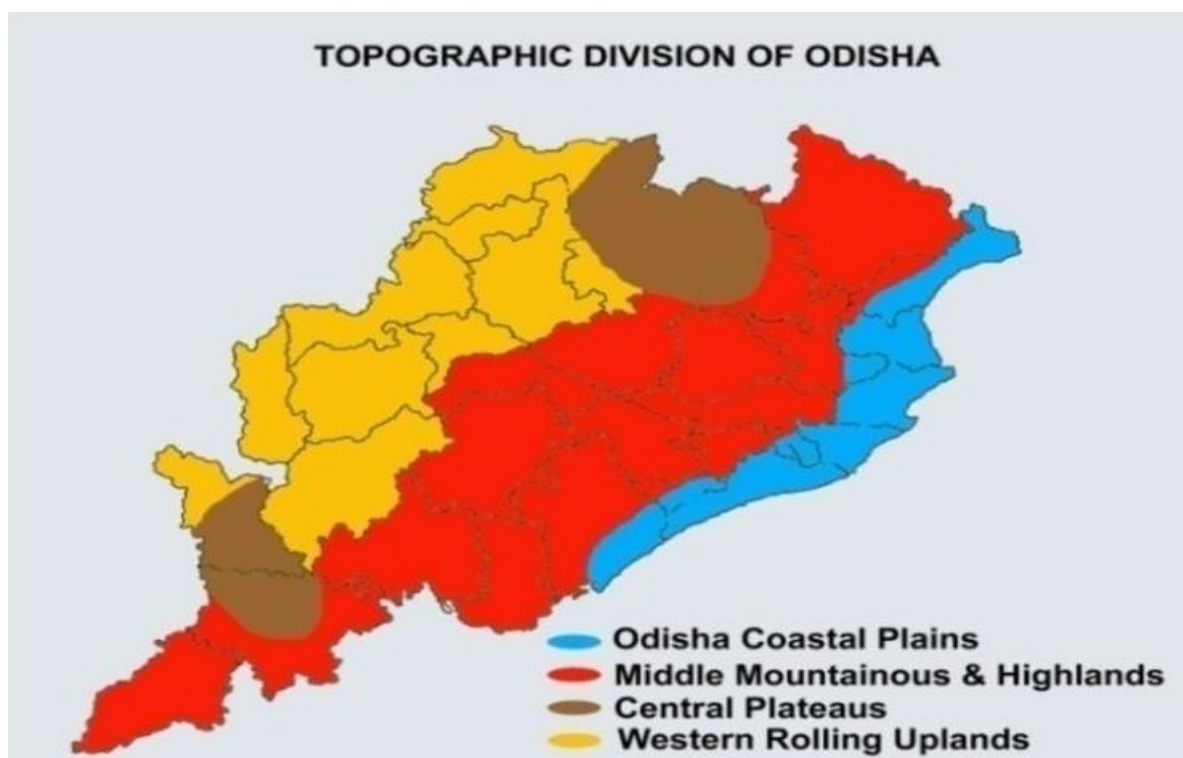 TOPOGRAPHIC DIVISION OF ODISHA
Odisha Coastal Plains
Middle Mountainous & Highlands
Central Plateaus
Western Rolling Uplands